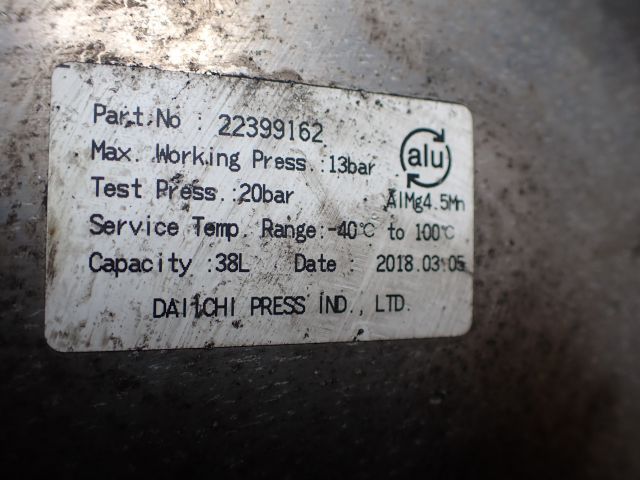 Part.No : 22399162
Max. Working Press :13bar
alu
Test Press :20bar
AlMg4.5Mn
Service Temp. Range:-40℃ to 100℃
Capacity :38L Date : 2018.03.05
DAIICHI PRESS IND., LTD.